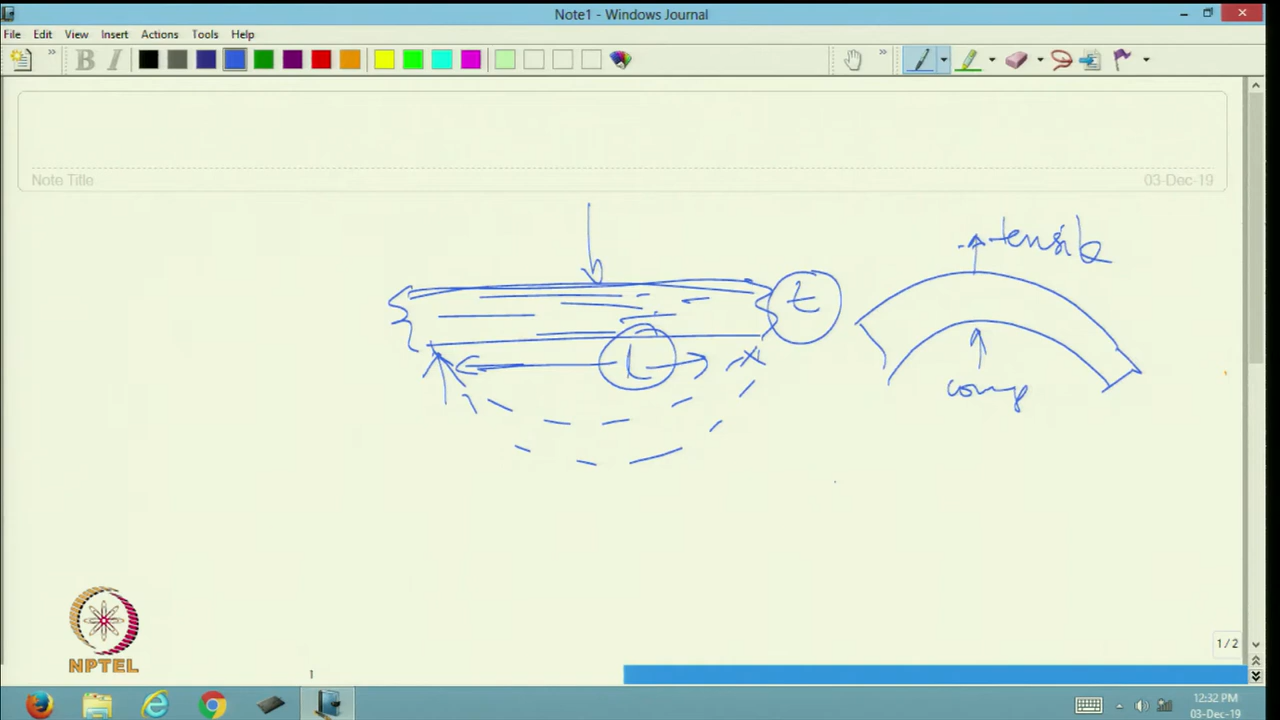 Note1 - Windows Journal
File Edit View Insert Actions Tools Help
B I
Note Title
03-Dec-19
tensile
t
L
comp
1 / 2
NPTEL
1
12:32 PM
03-Dec-19